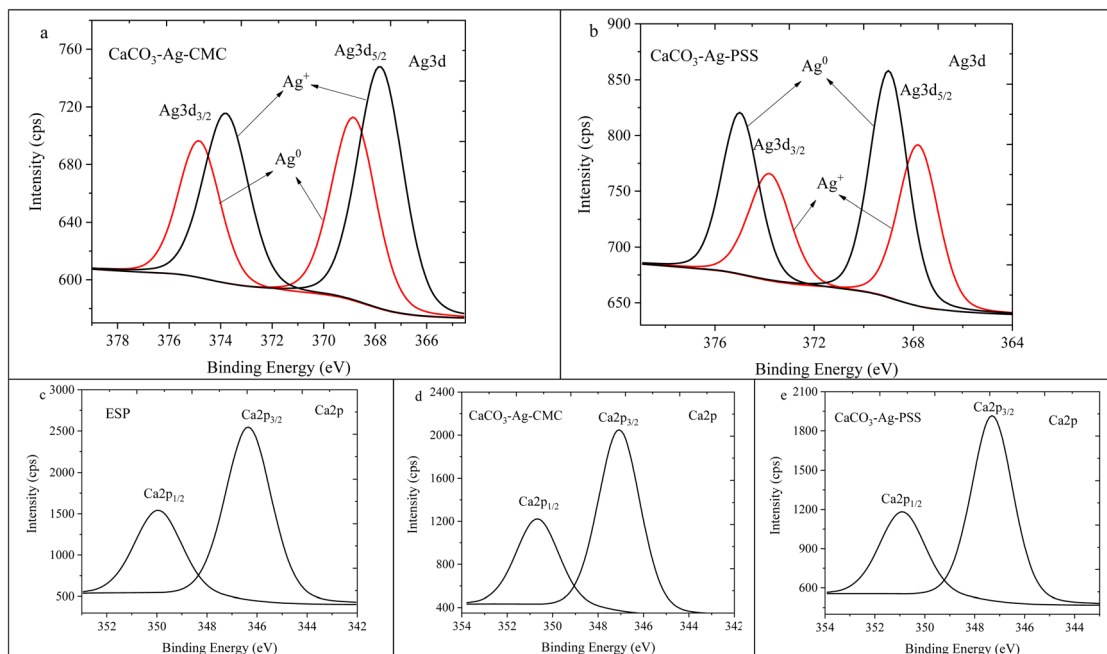 a
CaCO₃-Ag-CMC
Ag3d₅/₂
Ag3d
Ag⁺
Ag3d₃/₂
Ag⁰
760
720
680
640
600
Intensity (cps)
378
376
374
372
370
368
366
Binding Energy (eV)
b
CaCO₃-Ag-PSS
Ag⁰
Ag3d
Ag3d₅/₂
Ag3d₃/₂
Ag⁺
900
850
800
750
700
650
Intensity (cps)
376
372
368
364
Binding Energy (eV)
c
ESP
Ca2p₃/₂
Ca2p
Ca2p₁/₂
3000
2500
2000
1500
1000
500
Intensity (cps)
352
350
348
346
344
342
Binding Energy (eV)
d
CaCO₃-Ag-CMC
Ca2p₃/₂
Ca2p
Ca2p₁/₂
2400
2000
1600
1200
800
400
Intensity (cps)
354
352
350
348
346
344
342
Binding Energy (eV)
e
CaCO₃-Ag-PSS
Ca2p₃/₂
Ca2p
Ca2p₁/₂
2100
1800
1500
1200
900
600
Intensity (cps)
354
351
348
345
Binding Energy (eV)